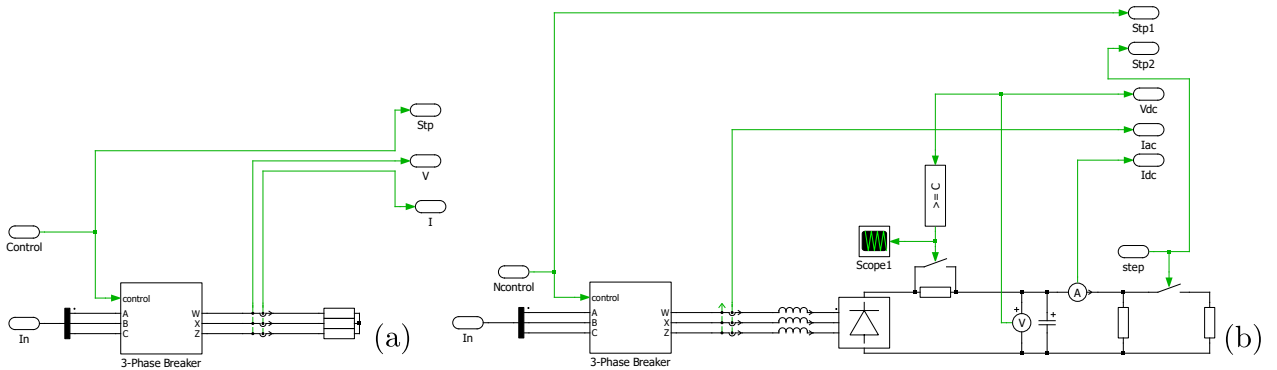 Stp
V
I
Control
control
A
B
C
W
X
Z
In
3-Phase Breaker
(a)
Stp1
Stp2
Vdc
Iac
Idc
>= C
Scope1
step
Ncontrol
control
A
B
C
W
X
Z
In
3-Phase Breaker
V
+
+
A
(b)